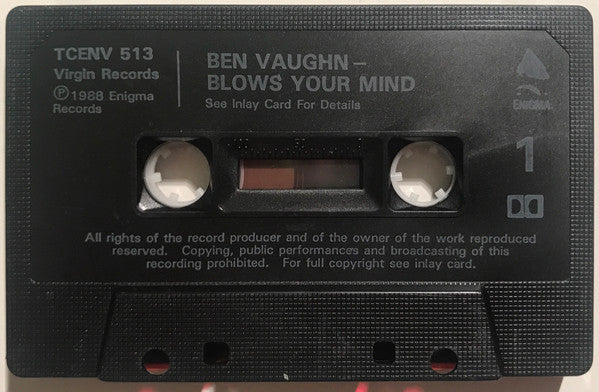 TCENV 513
Virgin Records
Ⓟ1988 Enigma
Records
BEN VAUGHN –
BLOWS YOUR MIND
See Inlay Card For Details
ENIGMA
1
All rights of the record producer and of the owner of the work reproduced
reserved. Copying, public performances and broadcasting of this
recording prohibited. For full copyright see inlay card.